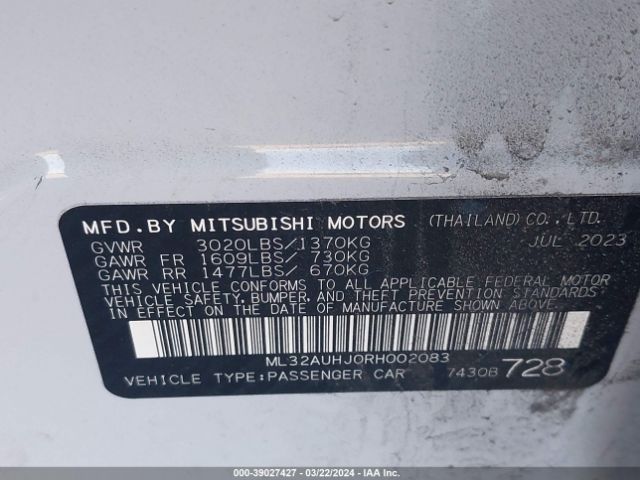 MFD.BY MITSUBISHI MOTORS (THAILAND) CO., LTD.
GVWR 3020LBS/1370KG JUL 2023
GAWR FR 1609LBS/ 730KG
GAWR RR 1477LBS/ 670KG
THIS VEHICLE CONFORMS TO ALL APPLICABLE FEDERAL MOTOR
VEHICLE SAFETY, BUMPER, AND THEFT PREVENTION STANDARDS
IN EFFECT ON THE DATE OF MANUFACTURE SHOWN ABOVE.
ML32AUHJ0RH002083
VEHICLE TYPE:PASSENGER CAR 7430B 728
000-39027427 - 03/22/2024 - IAAI.COM